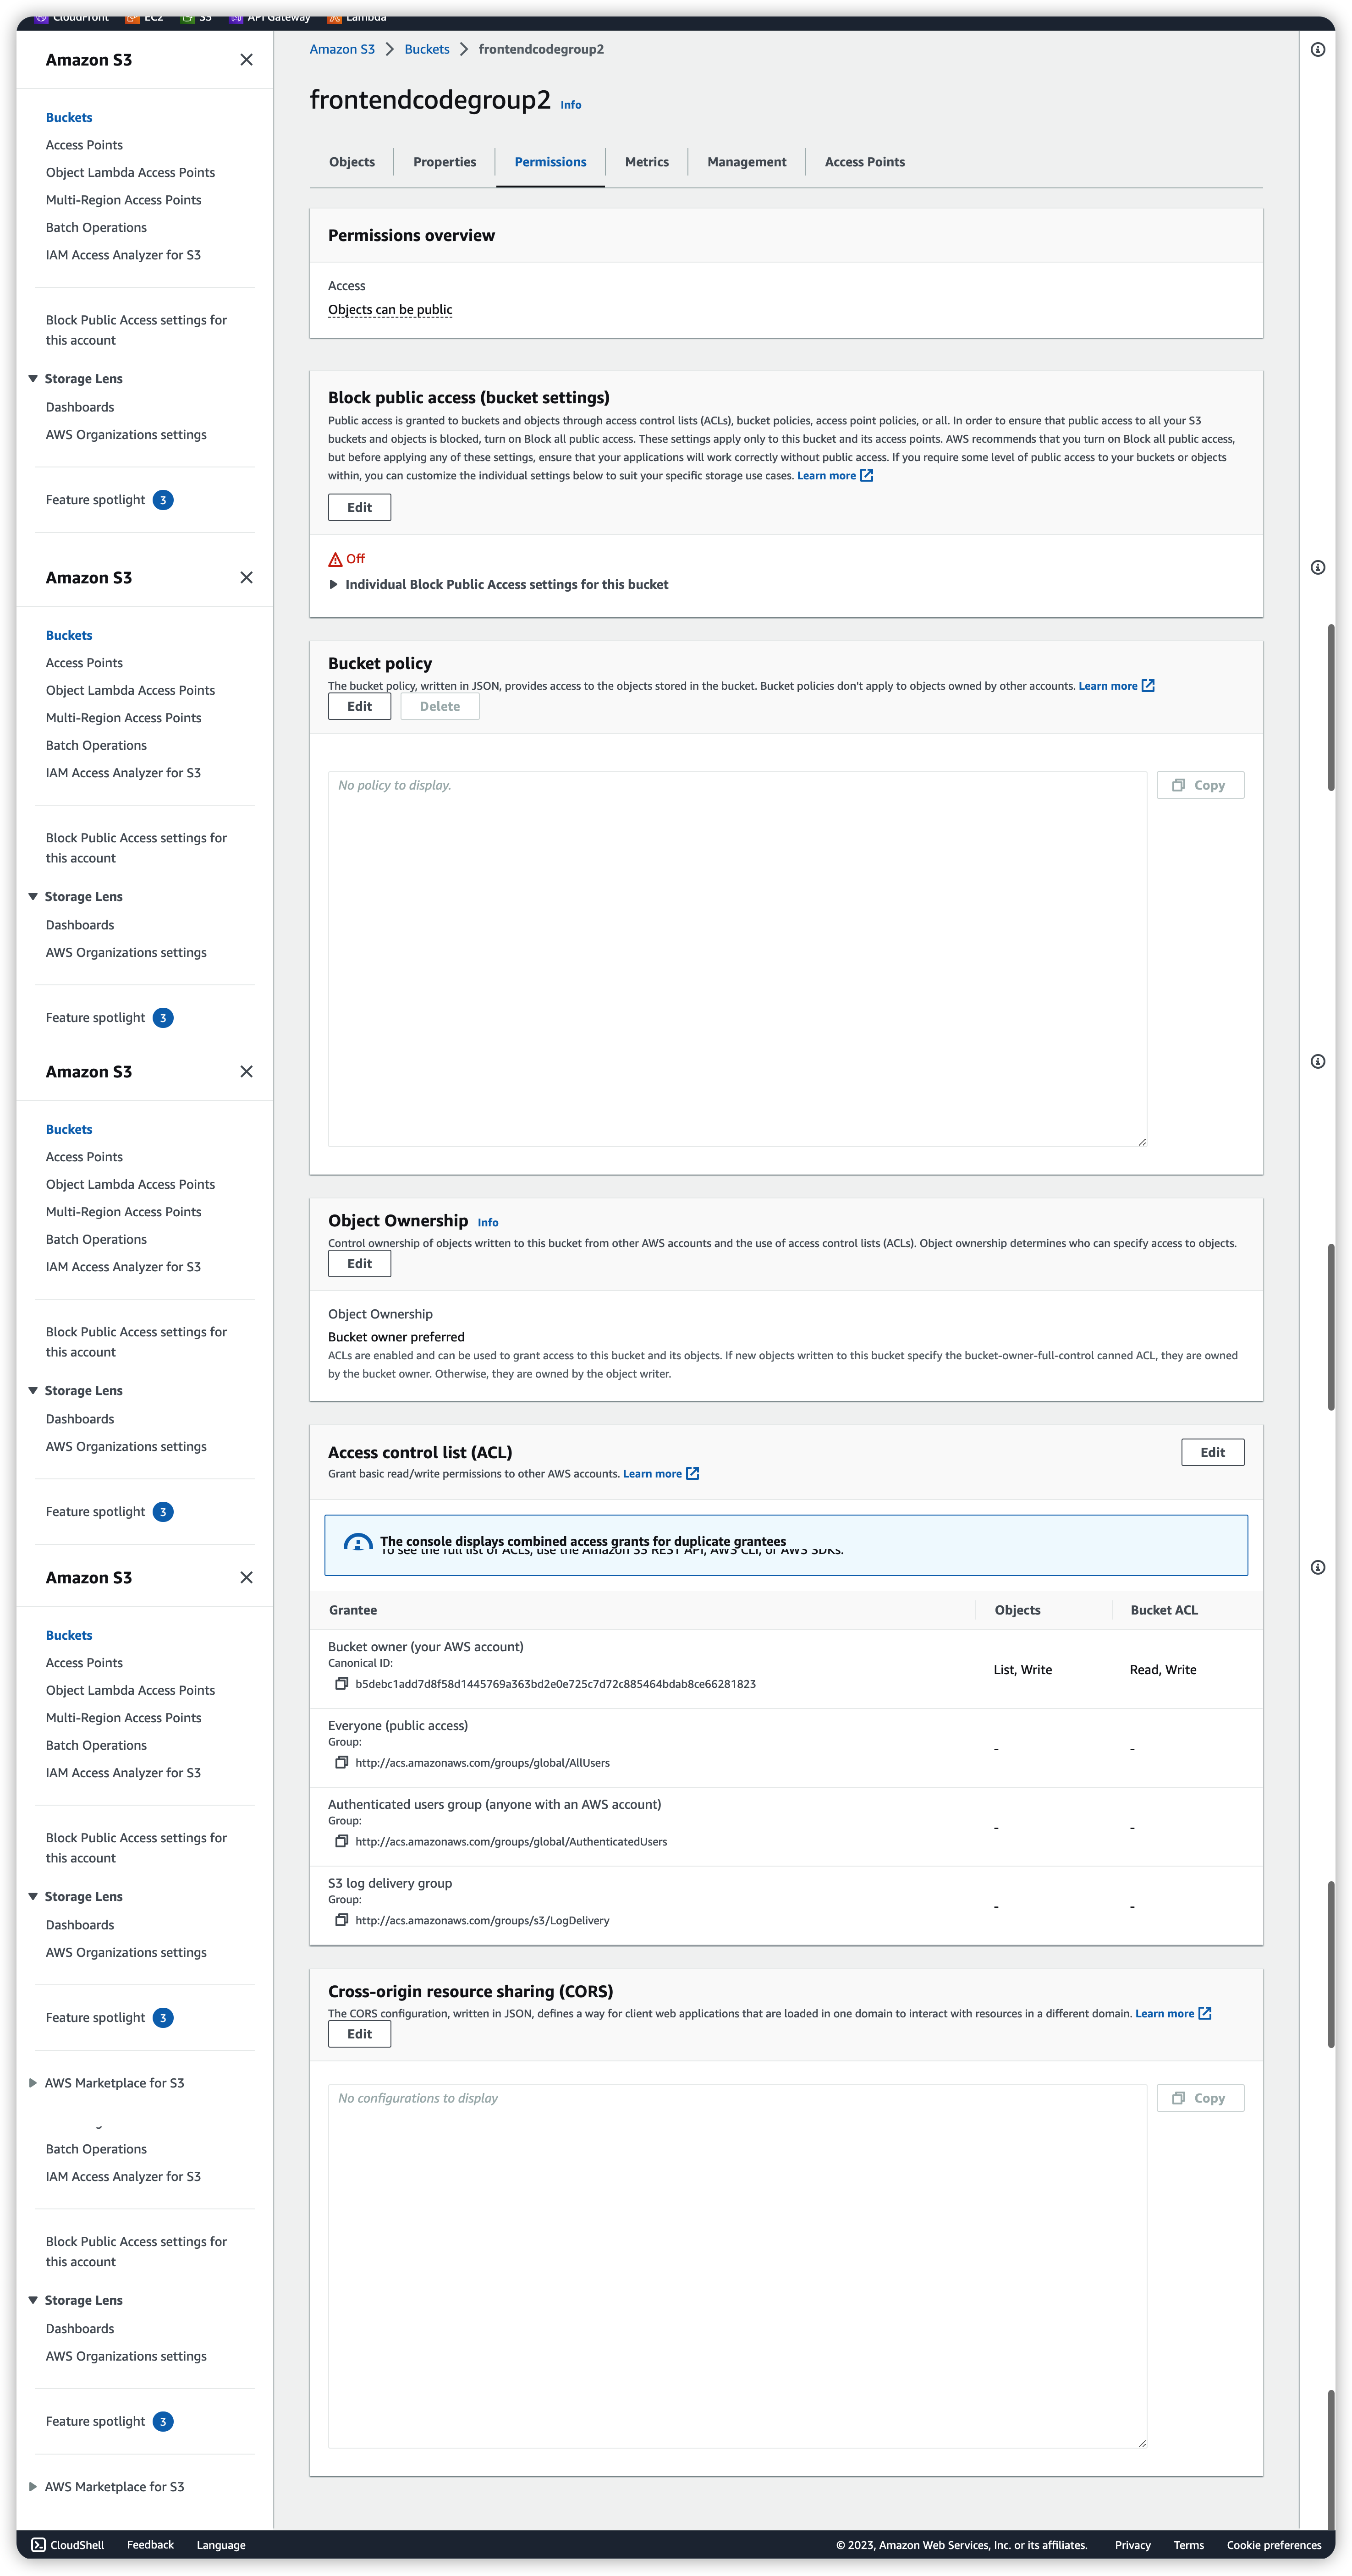 CloudFront EC2 S3 API Gateway Lambda
Amazon S3
Buckets
Access Points
Object Lambda Access Points
Multi-Region Access Points
Batch Operations
IAM Access Analyzer for S3
Block Public Access settings for
this account
Storage Lens
Dashboards
AWS Organizations settings
Feature spotlight 3
Amazon S3
Buckets
Access Points
Object Lambda Access Points
Multi-Region Access Points
Batch Operations
IAM Access Analyzer for S3
Block Public Access settings for
this account
Storage Lens
Dashboards
AWS Organizations settings
Feature spotlight 3
Amazon S3
Buckets
Access Points
Object Lambda Access Points
Multi-Region Access Points
Batch Operations
IAM Access Analyzer for S3
Block Public Access settings for
this account
Storage Lens
Dashboards
AWS Organizations settings
Feature spotlight 3
Amazon S3
Buckets
Access Points
Object Lambda Access Points
Multi-Region Access Points
Batch Operations
IAM Access Analyzer for S3
Block Public Access settings for
this account
Storage Lens
Dashboards
AWS Organizations settings
Feature spotlight 3
AWS Marketplace for S3
Batch Operations
IAM Access Analyzer for S3
Block Public Access settings for
this account
Storage Lens
Dashboards
AWS Organizations settings
Feature spotlight 3
AWS Marketplace for S3
Amazon S3 > Buckets > frontendcodegroup2
frontendcodegroup2 Info
Objects Properties Permissions Metrics Management Access Points
Permissions overview
Access
Objects can be public
Block public access (bucket settings)
Public access is granted to buckets and objects through access control lists (ACLs), bucket policies, access point policies, or all. In order to ensure that public access to all your S3
buckets and objects is blocked, turn on Block all public access. These settings apply only to this bucket and its access points. AWS recommends that you turn on Block all public access,
but before applying any of these settings, ensure that your applications will work correctly without public access. If you require some level of public access to your buckets or objects
within, you can customize the individual settings below to suit your specific storage use cases. Learn more
Edit
Off
Individual Block Public Access settings for this bucket
Bucket policy
The bucket policy, written in JSON, provides access to the objects stored in the bucket. Bucket policies don't apply to objects owned by other accounts. Learn more
Edit Delete
No policy to display.
Copy
Object Ownership Info
Control ownership of objects written to this bucket from other AWS accounts and the use of access control lists (ACLs). Object ownership determines who can specify access to objects.
Edit
Object Ownership
Bucket owner preferred
ACLs are enabled and can be used to grant access to this bucket and its objects. If new objects written to this bucket specify the bucket-owner-full-control canned ACL, they are owned
by the bucket owner. Otherwise, they are owned by the object writer.
Access control list (ACL)
Edit
Grant basic read/write permissions to other AWS accounts. Learn more
The console displays combined access grants for duplicate grantees
To see the full list of ACLs, use the Amazon S3 REST API, AWS CLI, or AWS SDKs.
Grantee Objects Bucket ACL
Bucket owner (your AWS account)
Canonical ID:
b5debc1add7d8f58d1445769a363bd2e0e725c7d72c885464bdab8ce66281823
List, Write Read, Write
Everyone (public access)
Group:
http://acs.amazonaws.com/groups/global/AllUsers
- -
Authenticated users group (anyone with an AWS account)
Group:
http://acs.amazonaws.com/groups/global/AuthenticatedUsers
- -
S3 log delivery group
Group:
http://acs.amazonaws.com/groups/s3/LogDelivery
- -
Cross-origin resource sharing (CORS)
The CORS configuration, written in JSON, defines a way for client web applications that are loaded in one domain to interact with resources in a different domain. Learn more
Edit
No configurations to display
Copy
CloudShell Feedback Language © 2023, Amazon Web Services, Inc. or its affiliates. Privacy Terms Cookie preferences